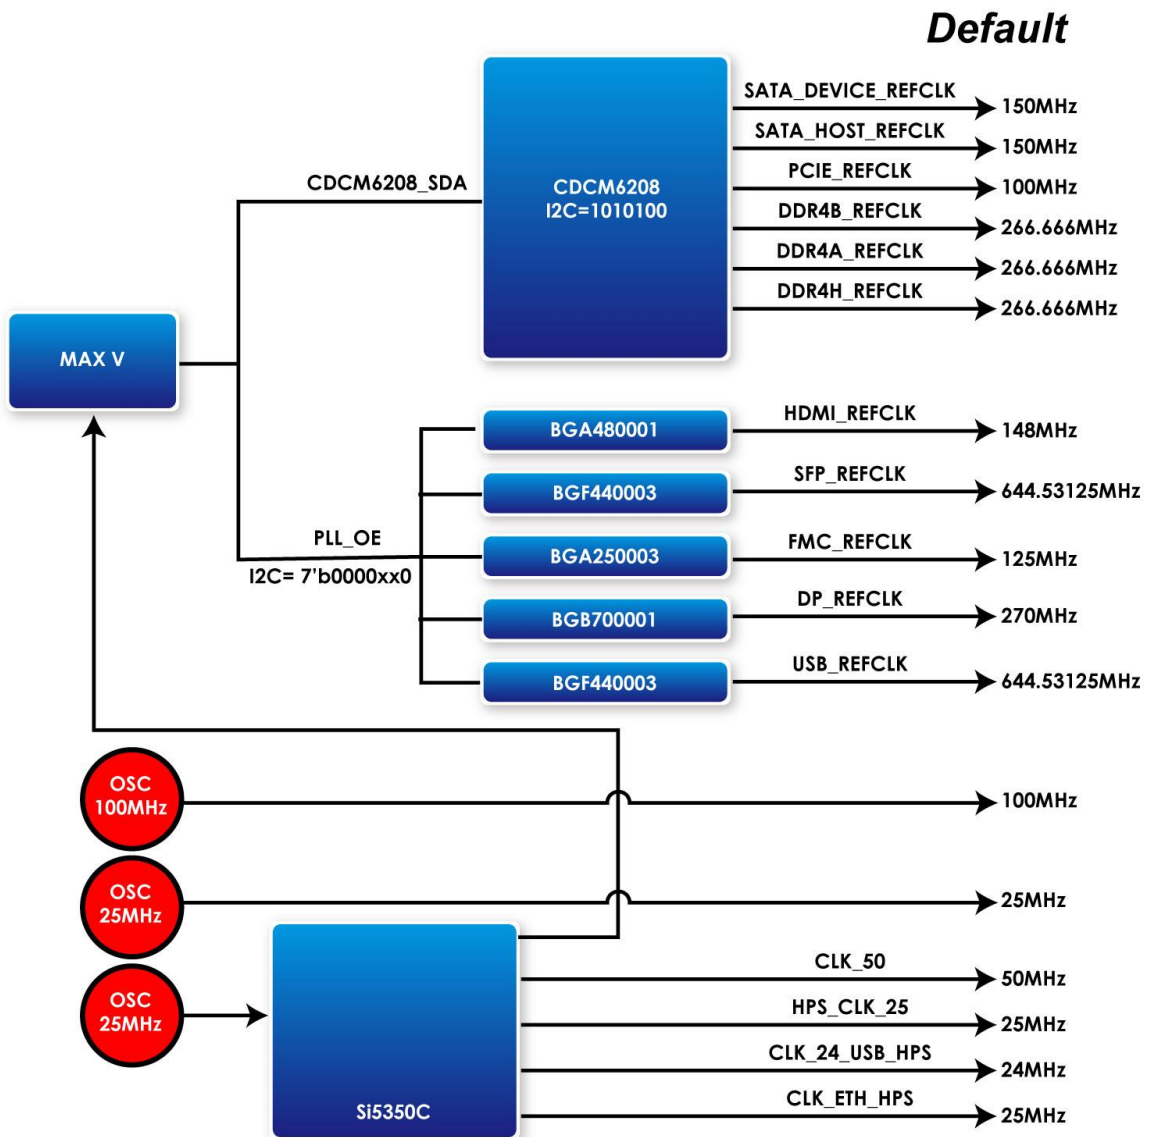 Default
SATA_DEVICE_REFCLK
150MHz
SATA_HOST_REFCLK
150MHz
PCIE_REFCLK
100MHz
CDCM6208_SDA
CDCM6208
I2C=1010100
DDR4B_REFCLK
266.666MHz
DDR4A_REFCLK
266.666MHz
DDR4H_REFCLK
266.666MHz
MAX V
BGA480001
HDMI_REFCLK
148MHz
BGF440003
SFP_REFCLK
644.53125MHz
PLL_OE
I2C= 7'b0000xx0
BGA250003
FMC_REFCLK
125MHz
BGB700001
DP_REFCLK
270MHz
BGF440003
USB_REFCLK
644.53125MHz
OSC
100MHz
100MHz
OSC
25MHz
25MHz
OSC
25MHz
CLK_50
50MHz
HPS_CLK_25
25MHz
CLK_24_USB_HPS
24MHz
Si5350C
CLK_ETH_HPS
25MHz